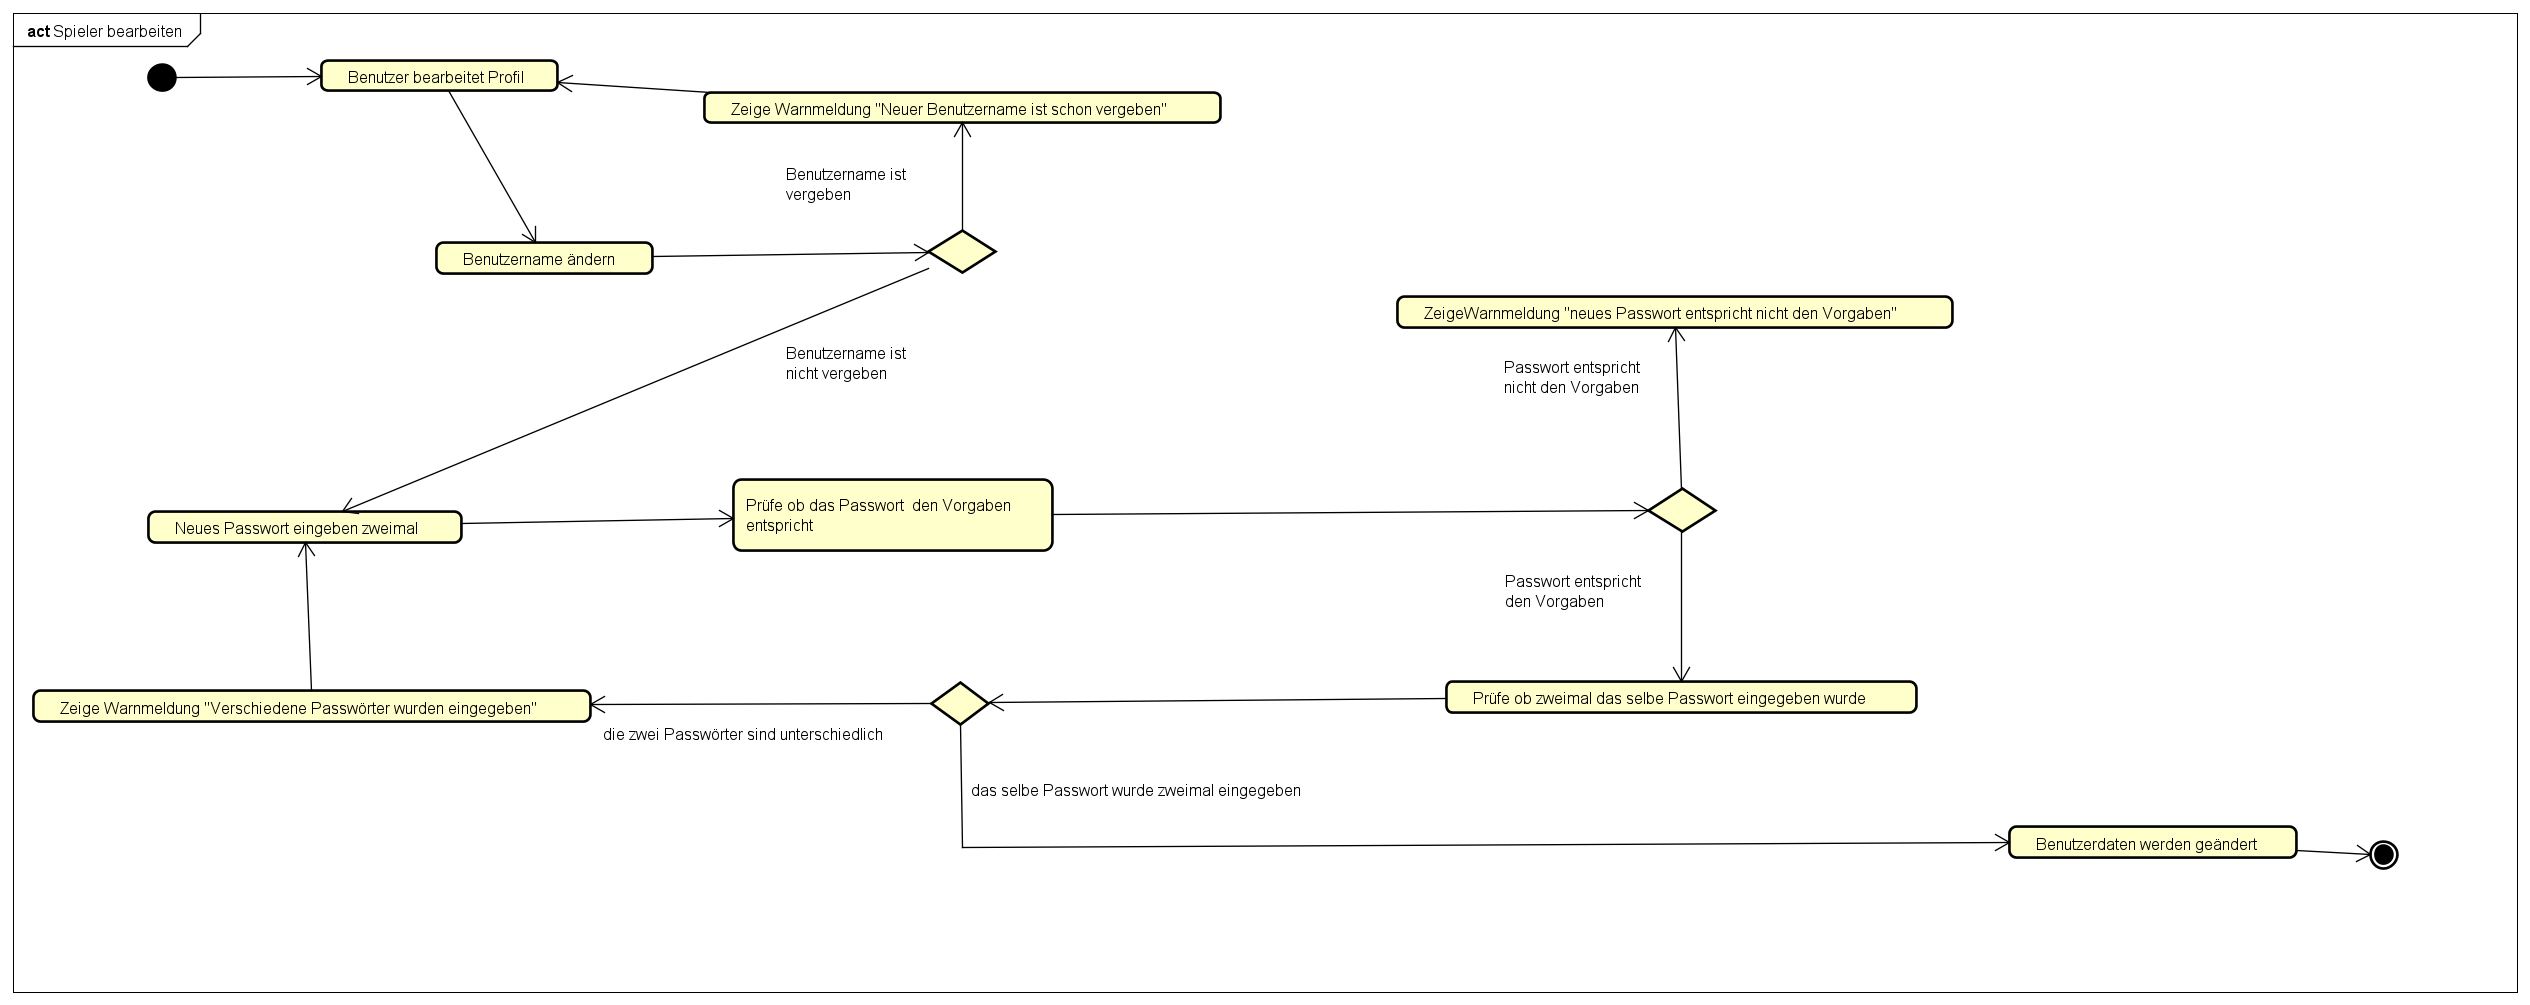 act Spieler bearbeiten
Benutzer bearbeitet Profil
Zeige Warnmeldung "Neuer Benutzername ist schon vergeben"
Benutzername ist
vergeben
Benutzername ändern
ZeigeWarnmeldung "neues Passwort entspricht nicht den Vorgaben"
Benutzername ist
nicht vergeben
Passwort entspricht
nicht den Vorgaben
Neues Passwort eingeben zweimal
Prüfe ob das Passwort  den Vorgaben
entspricht
Passwort entspricht
den Vorgaben
Zeige Warnmeldung "Verschiedene Passwörter wurden eingegeben"
die zwei Passwörter sind unterschiedlich
Prüfe ob zweimal das selbe Passwort eingegeben wurde
das selbe Passwort wurde zweimal eingegeben
Benutzerdaten werden geändert